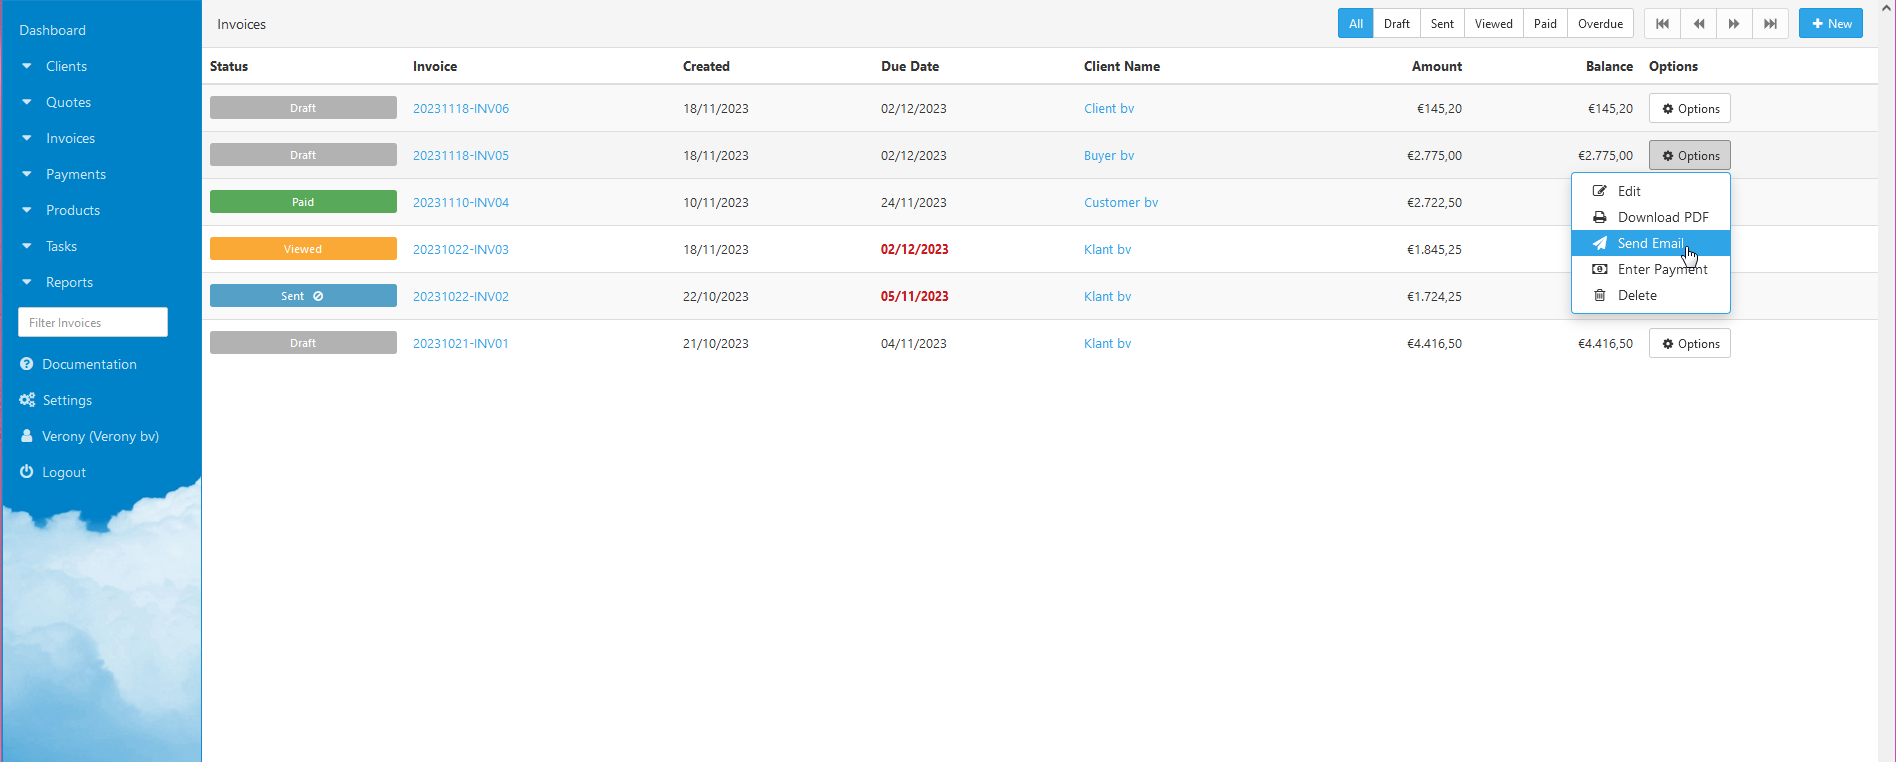 Dashboard
Clients
Quotes
Invoices
Payments
Products
Tasks
Reports
Filter Invoices
Documentation
Settings
Verony (Verony bv)
Logout
Invoices
All Draft Sent Viewed Paid Overdue New
Status Invoice Created Due Date Client Name Amount Balance Options
Draft 20231118-INV06 18/11/2023 02/12/2023 Client bv €145,20 €145,20 Options
Draft 20231118-INV05 18/11/2023 02/12/2023 Buyer bv €2.775,00 €2.775,00 Options
Paid 20231110-INV04 10/11/2023 24/11/2023 Customer bv €2.722,50
Viewed 20231022-INV03 18/11/2023 02/12/2023 Klant bv €1.845,25
Sent 20231022-INV02 22/10/2023 05/11/2023 Klant bv €1.724,25
Draft 20231021-INV01 21/10/2023 04/11/2023 Klant bv €4.416,50 €4.416,50 Options
Edit
Download PDF
Send Email
Enter Payment
Delete